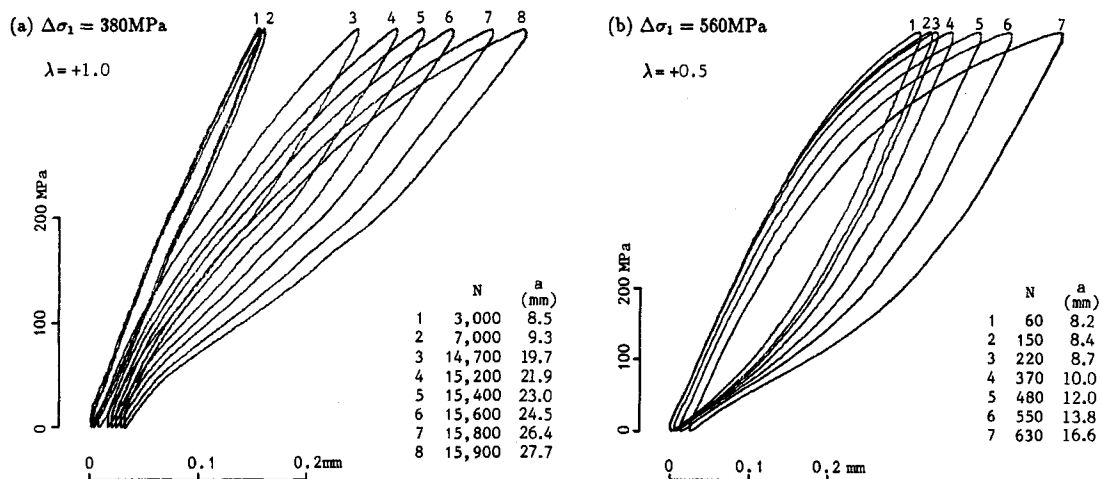 (a) Δσ₁ = 380MPa
λ= +1.0
1 2 3 4 5 6 7 8
200 MPa
100
0
0 0.1 0.2mm
N a (mm)
1 3,000 8.5
2 7,000 9.3
3 14,700 19.7
4 15,200 21.9
5 15,400 23.0
6 15,600 24.5
7 15,800 26.4
8 15,900 27.7
(b) Δσ₁ = 560MPa
λ= +0.5
1 2 3 4 5 6 7
200 MPa
100
0
0 0.1 0.2 mm
N a (mm)
1 60 8.2
2 150 8.4
3 220 8.7
4 370 10.0
5 480 12.0
6 550 13.8
7 630 16.6